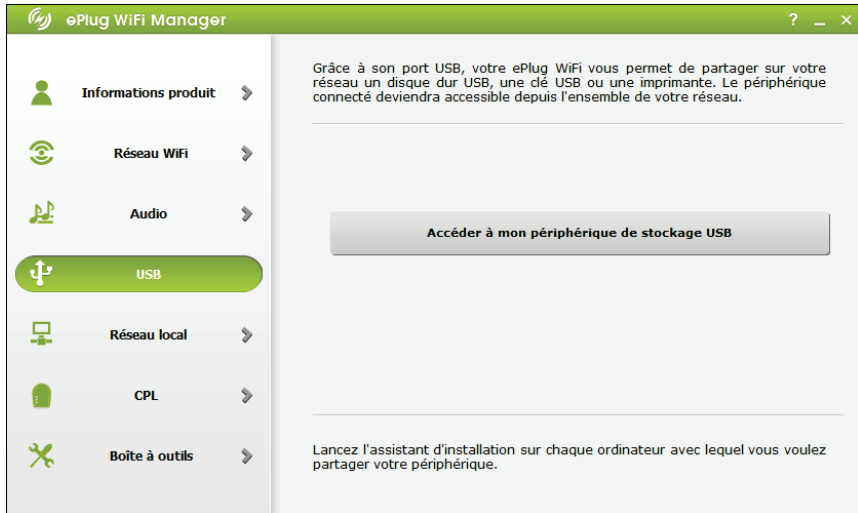 ePlug WiFi Manager
? _ ×
Informations produit
Réseau WiFi
Audio
USB
Réseau local
CPL
Boîte à outils
Grâce à son port USB, votre ePlug WiFi vous permet de partager sur votre
réseau un disque dur USB, une clé USB ou une imprimante. Le périphérique
connecté deviendra accessible depuis l'ensemble de votre réseau.
Accéder à mon périphérique de stockage USB
Lancez l'assistant d'installation sur chaque ordinateur avec lequel vous voulez
partager votre périphérique.